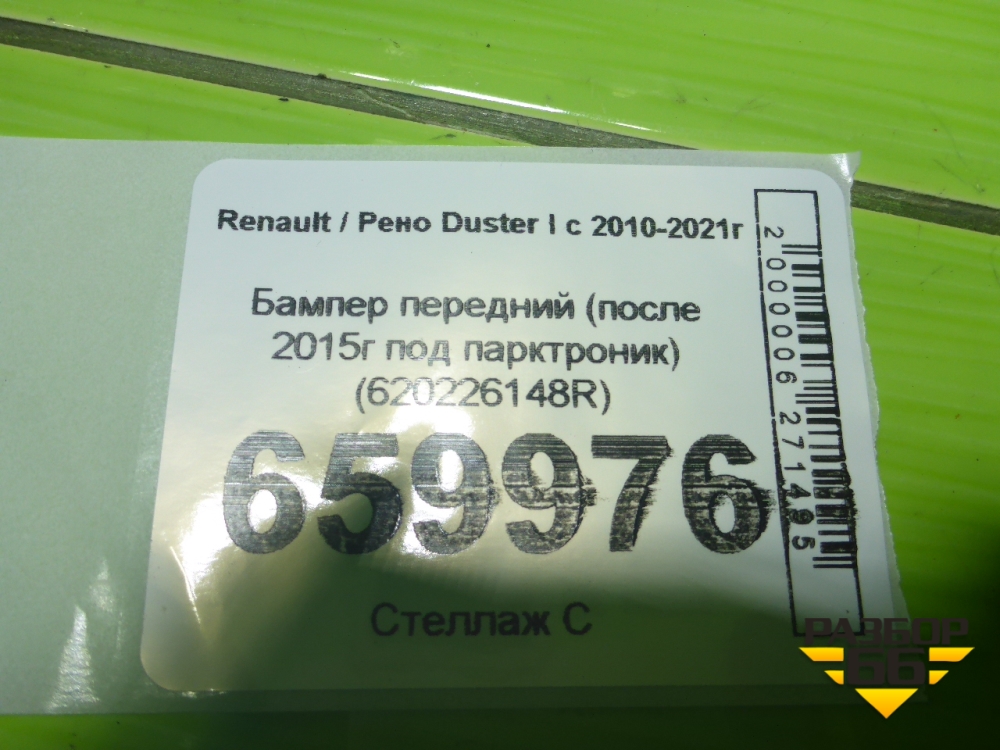 Renault / Рено Duster I с 2010-2021г
Бампер передний (после
2015г под парктроник)
(620226148R)
659976
Стеллаж С
2000006271495
РАЗБОР
66